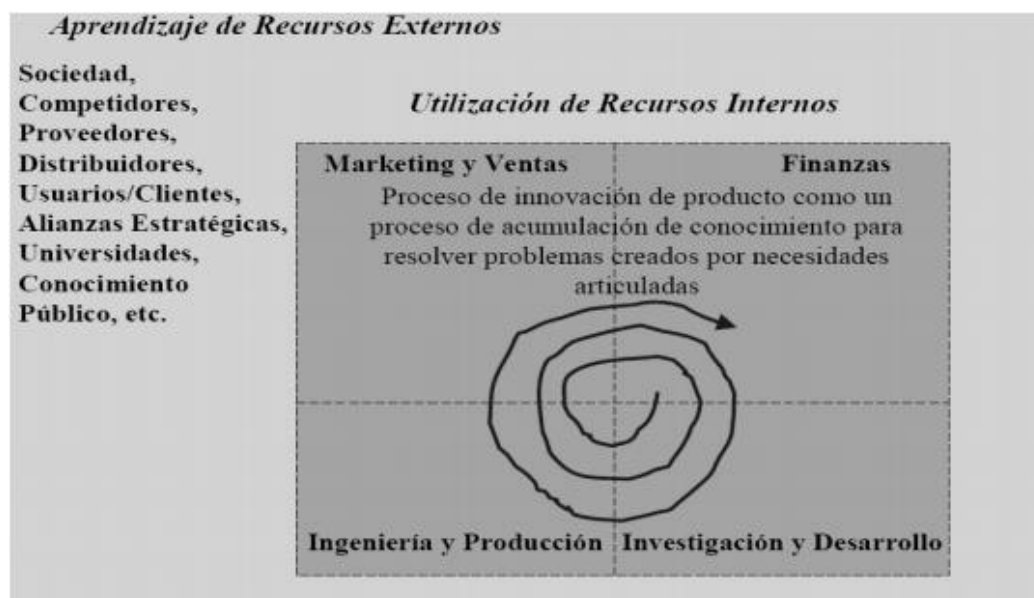 Aprendizaje de Recursos Externos
Sociedad,
Competidores,
Proveedores,
Distribuidores,
Usuarios/Clientes,
Alianzas Estratégicas,
Universidades,
Conocimiento
Público, etc.
Utilización de Recursos Internos
Marketing y Ventas
Finanzas
Proceso de innovación de producto como un
proceso de acumulación de conocimiento para
resolver problemas creados por necesidades
articuladas
Ingeniería y Producción
Investigación y Desarrollo